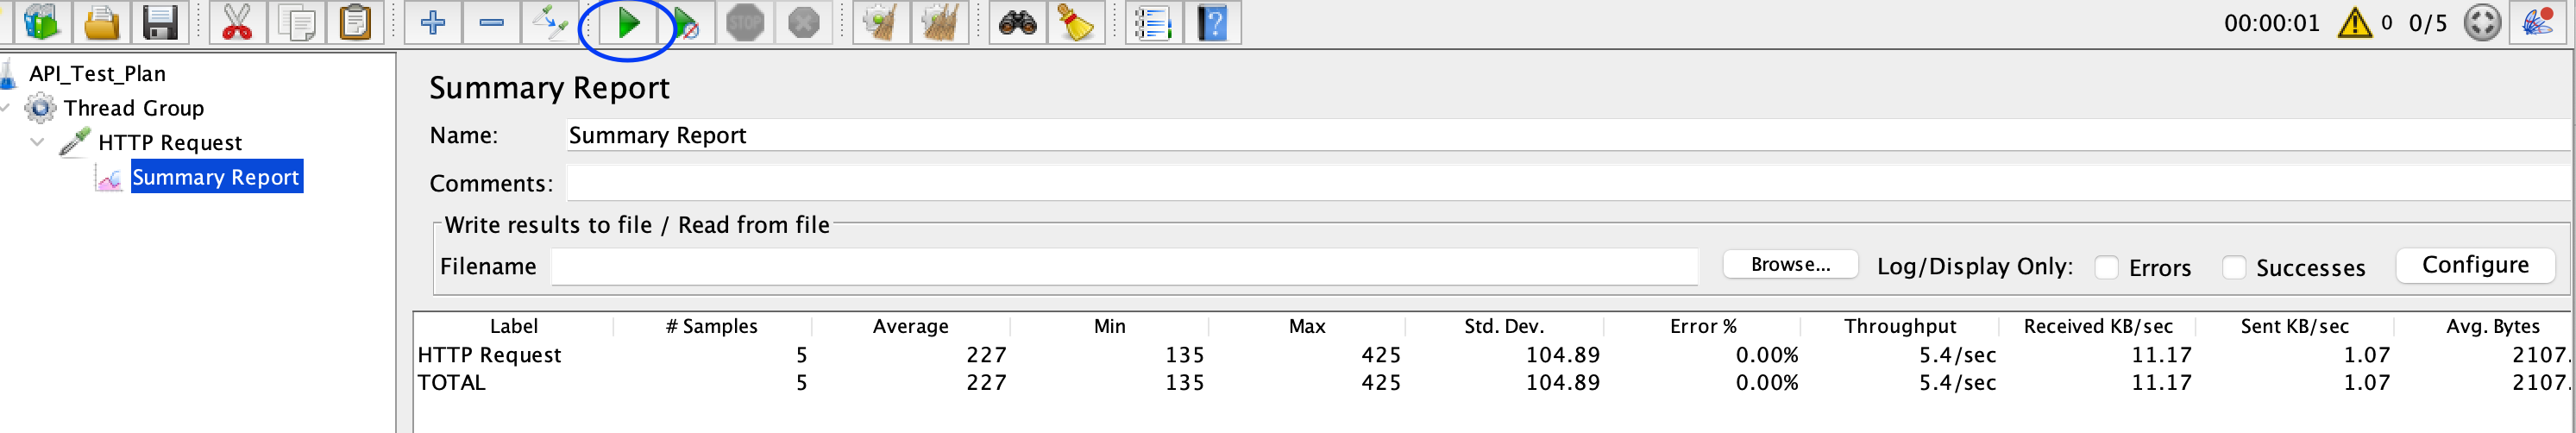 STOP
?
00:00:01 0 0/5
API_Test_Plan
Thread Group
HTTP Request
Summary Report
Summary Report
Name: Summary Report
Comments:
Write results to file / Read from file
Filename Browse... Log/Display Only: Errors Successes Configure
Label # Samples Average Min Max Std. Dev. Error % Throughput Received KB/sec Sent KB/sec Avg. Bytes
HTTP Request 5 227 135 425 104.89 0.00% 5.4/sec 11.17 1.07 2107.
TOTAL 5 227 135 425 104.89 0.00% 5.4/sec 11.17 1.07 2107.